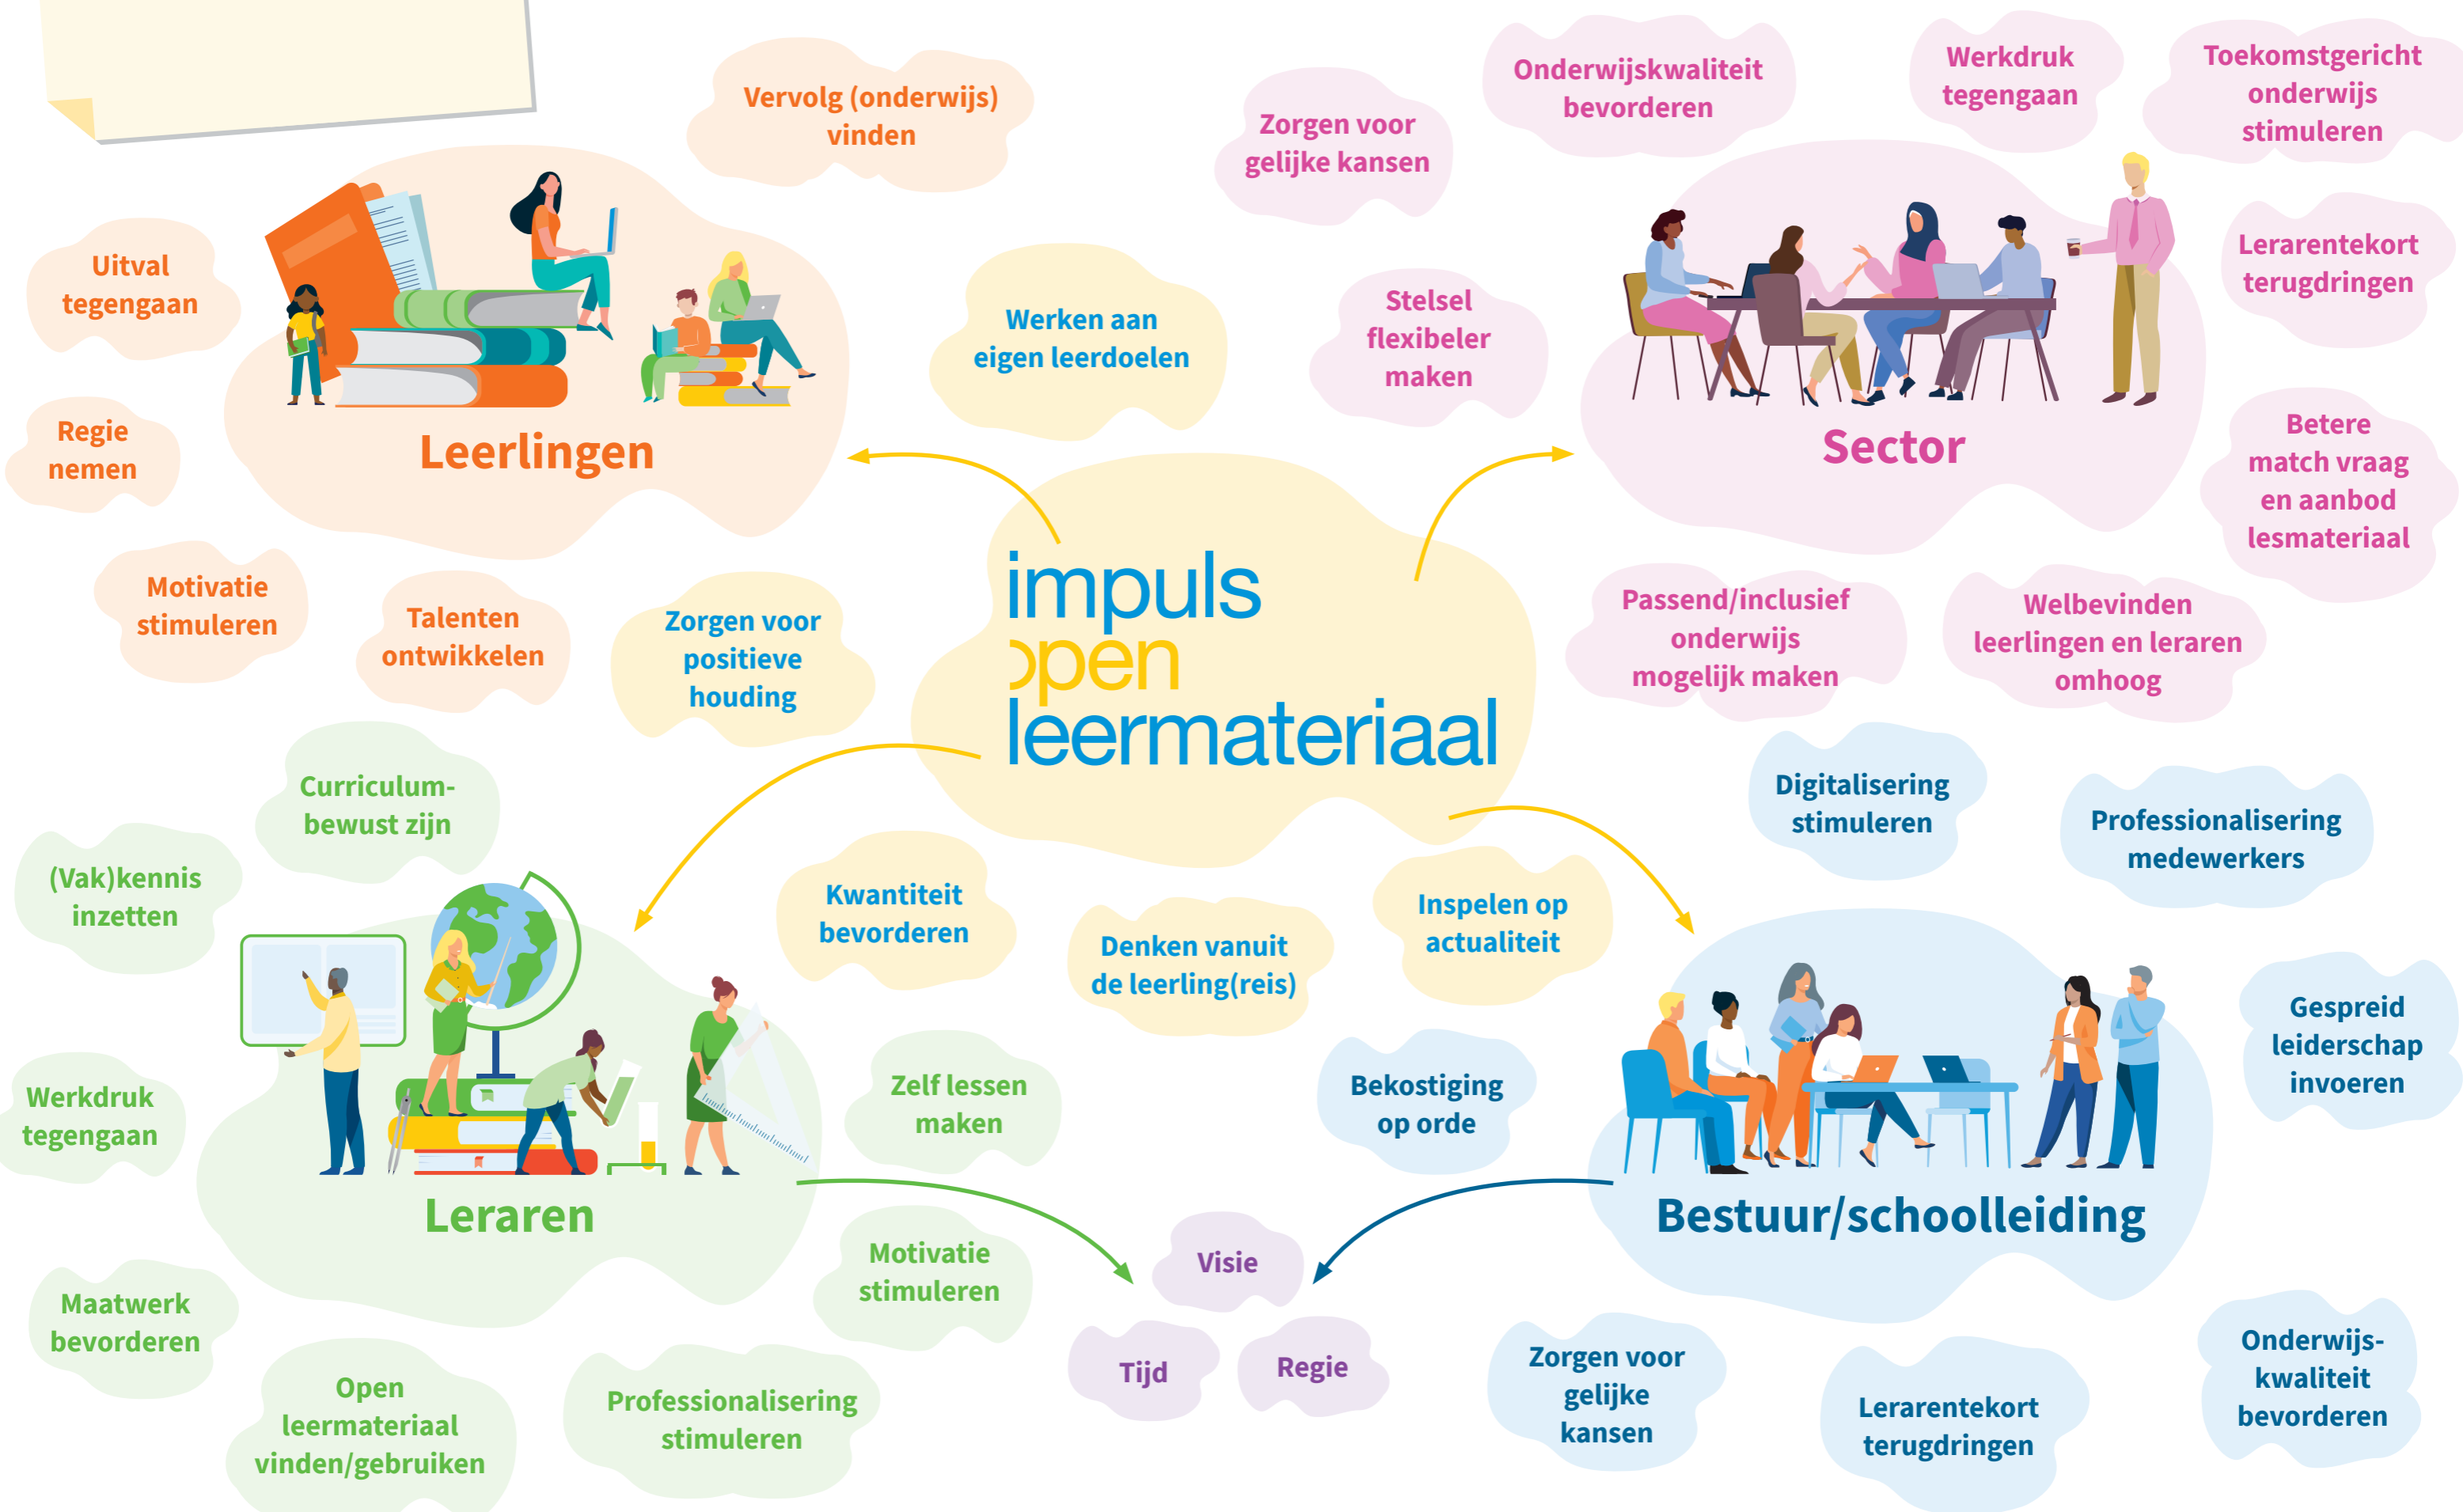 Vervolg (onderwijs)
vinden
Uitval
tegengaan
Regie
nemen
Leerlingen
Motivatie
stimuleren
Talenten
ontwikkelen
Werken aan
eigen leerdoelen
Zorgen voor
positieve
houding
impuls
open
leermateriaal
Kwantiteit
bevorderen
Denken vanuit
de leerling(reis)
Inspelen op
actualiteit
Zorgen voor
gelijke kansen
Onderwijskwaliteit
bevorderen
Werkdruk
tegengaan
Toekomstgericht
onderwijs
stimuleren
Stelsel
flexibeler
maken
Lerarentekort
terugdringen
Sector
Betere
match vraag
en aanbod
lesmateriaal
Passend/inclusief
onderwijs
mogelijk maken
Welbevinden
leerlingen en leraren
omhoog
Curriculum-
bewust zijn
(Vak)kennis
inzetten
Werkdruk
tegengaan
Zelf lessen
maken
Leraren
Motivatie
stimuleren
Maatwerk
bevorderen
Open
leermateriaal
vinden/gebruiken
Professionalisering
stimuleren
Visie
Tijd
Regie
Digitalisering
stimuleren
Professionalisering
medewerkers
Bekostiging
op orde
Gespreid
leiderschap
invoeren
Bestuur/schoolleiding
Zorgen voor
gelijke
kansen
Lerarentekort
terugdringen
Onderwijs-
kwaliteit
bevorderen